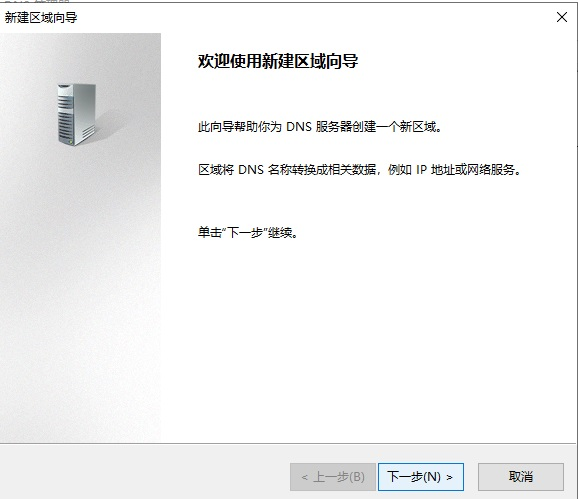 新建区域向导
欢迎使用新建区域向导
此向导帮助你为 DNS 服务器创建一个新区域。
区域将 DNS 名称转换成相关数据，例如 IP 地址或网络服务。
单击“下一步”继续。
< 上一步(B)
下一步(N) >
取消